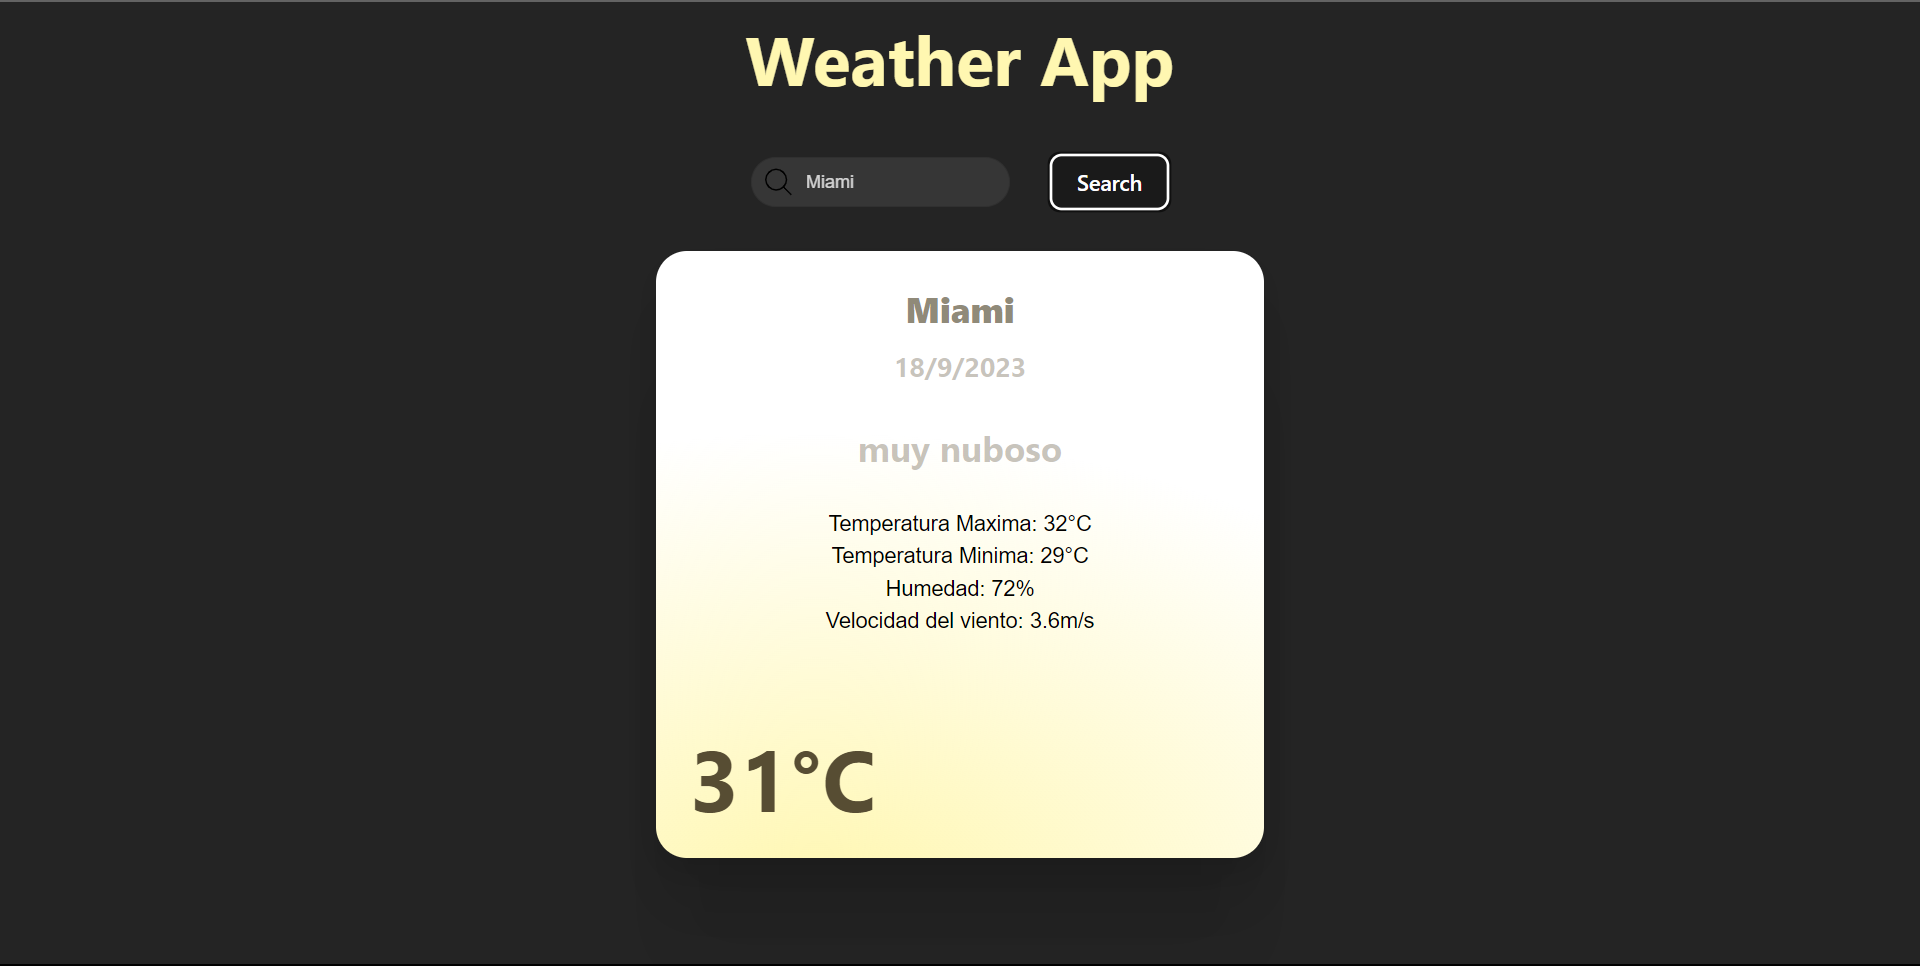 Weather App
Miami
Search
Miami
18/9/2023
muy nuboso
Temperatura Maxima: 32°C
Temperatura Minima: 29°C
Humedad: 72%
Velocidad del viento: 3.6m/s
31°C